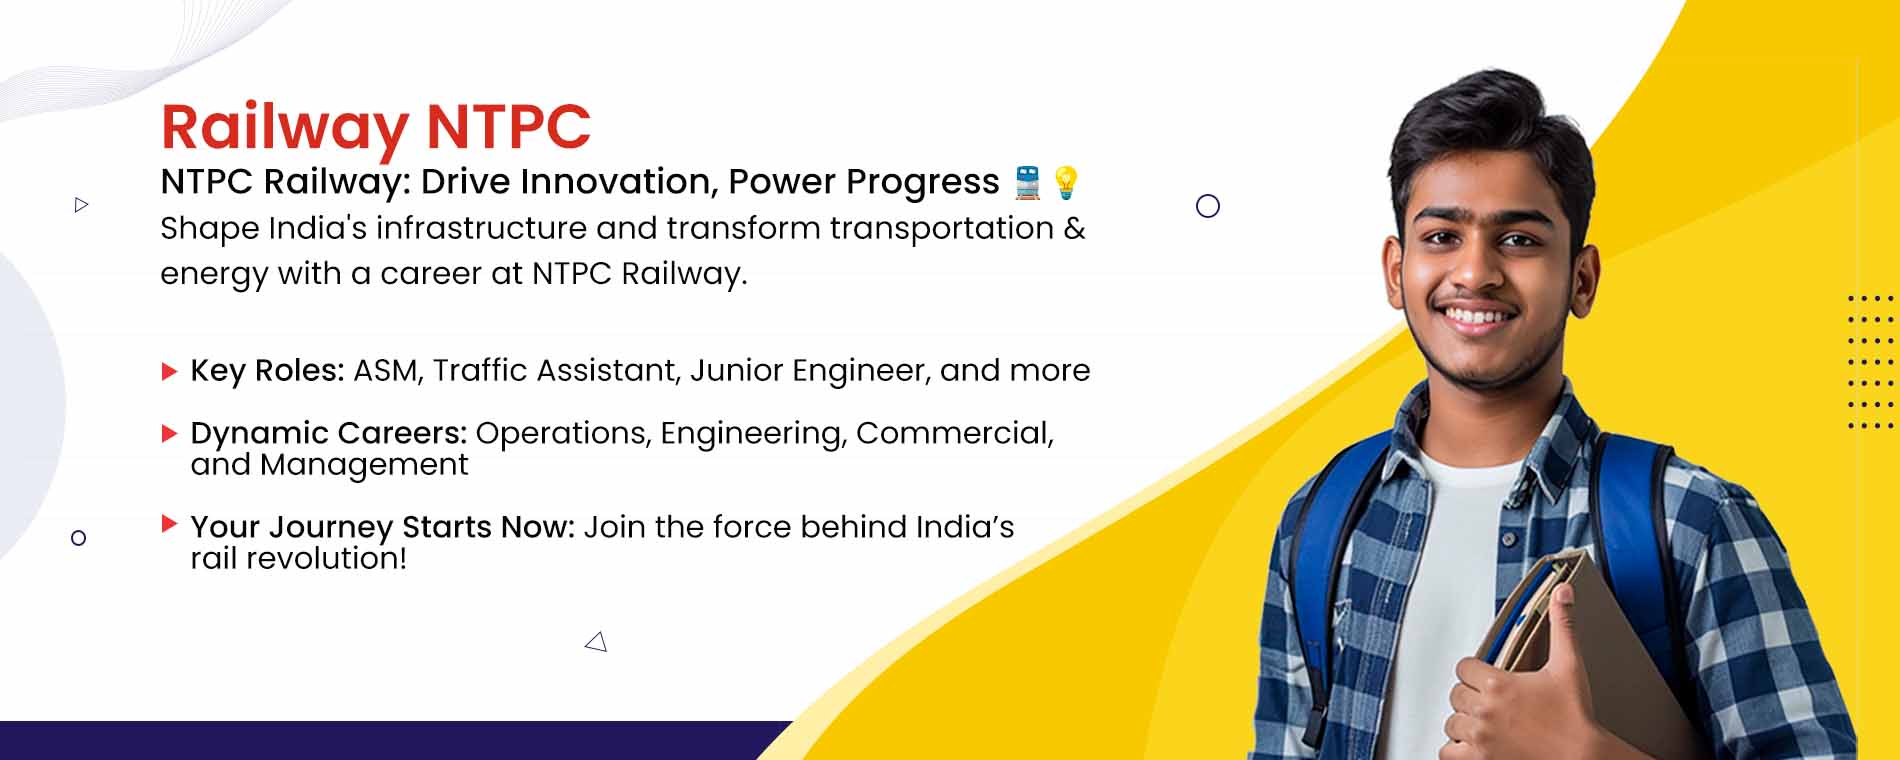 Railway NTPC
NTPC Railway: Drive Innovation, Power Progress 🚆💡
Shape India's infrastructure and transform transportation &
energy with a career at NTPC Railway.
Key Roles: ASM, Traffic Assistant, Junior Engineer, and more
Dynamic Careers: Operations, Engineering, Commercial,
and Management
Your Journey Starts Now: Join the force behind India’s
rail revolution!